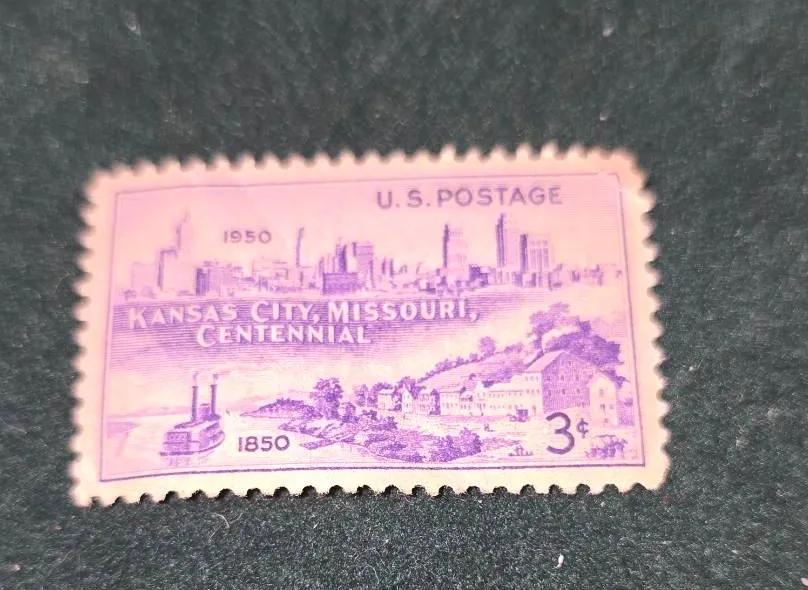 U.S. POSTAGE
1950
KANSAS CITY, MISSOURI,
CENTENNIAL
1850
3¢